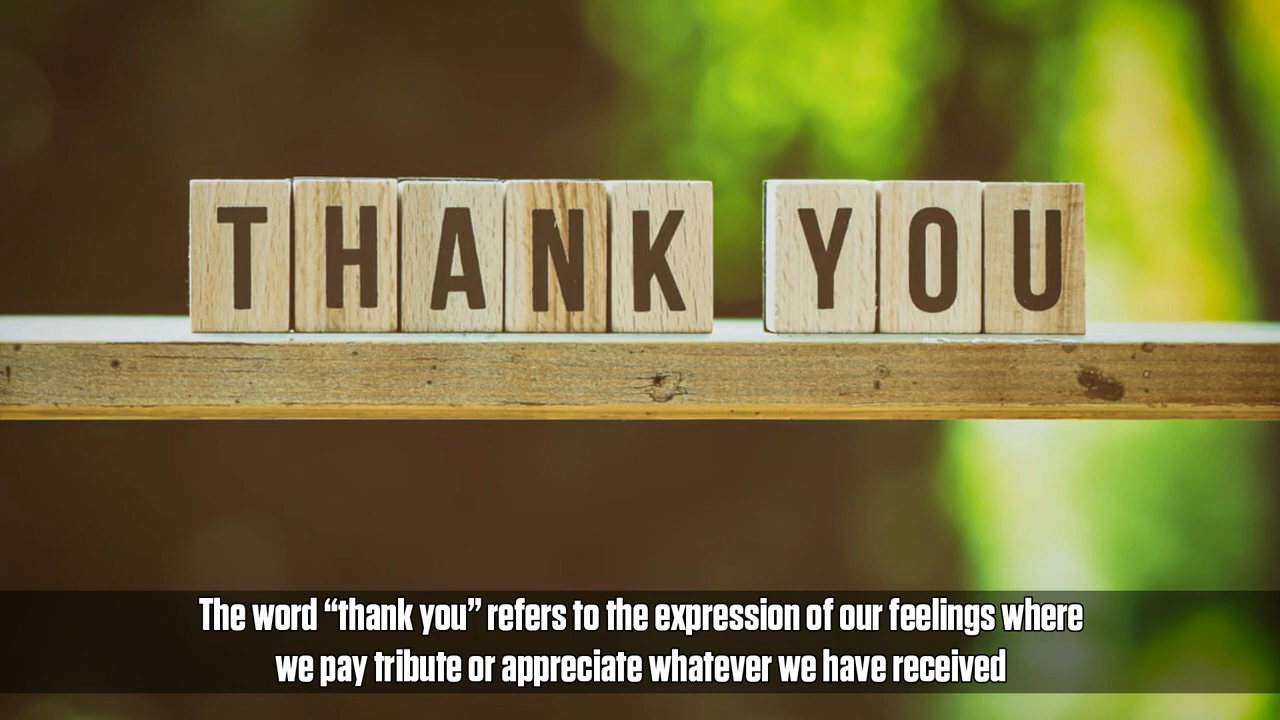 THANK YOU
The word “thank you” refers to the expression of our feelings where
we pay tribute or appreciate whatever we have received